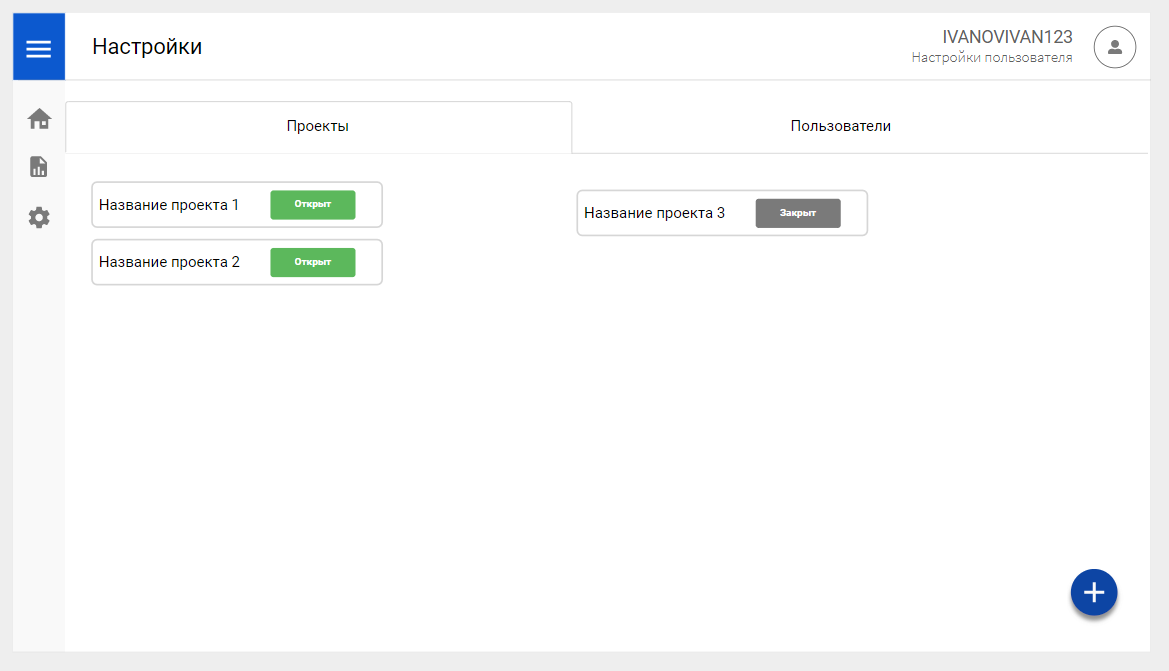 Настройки
IVANOVIVAN123
Настройки пользователя
Проекты
Пользователи
Название проекта 1
Открыт
Название проекта 3
Закрыт
Название проекта 2
Открыт